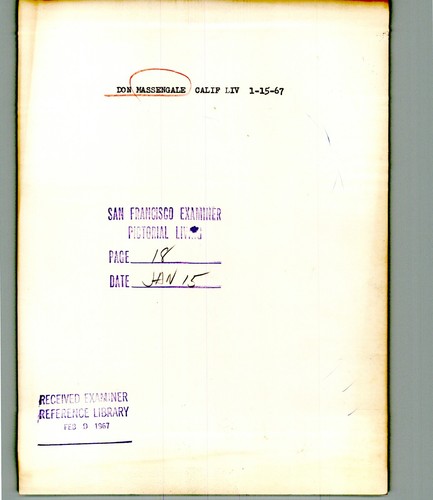 DON MASSENGALE CALIF LIV 1-15-67
SAN FRANCISCO EXAMINER
PICTORIAL LIVING
PAGE 18
DATE JAN 15
RECEIVED EXAMINER
REFERENCE LIBRARY
FEB 9 1967